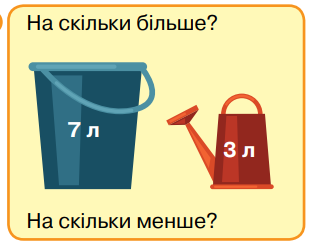 На скільки більше?
7 л
3 л
На скільки менше?